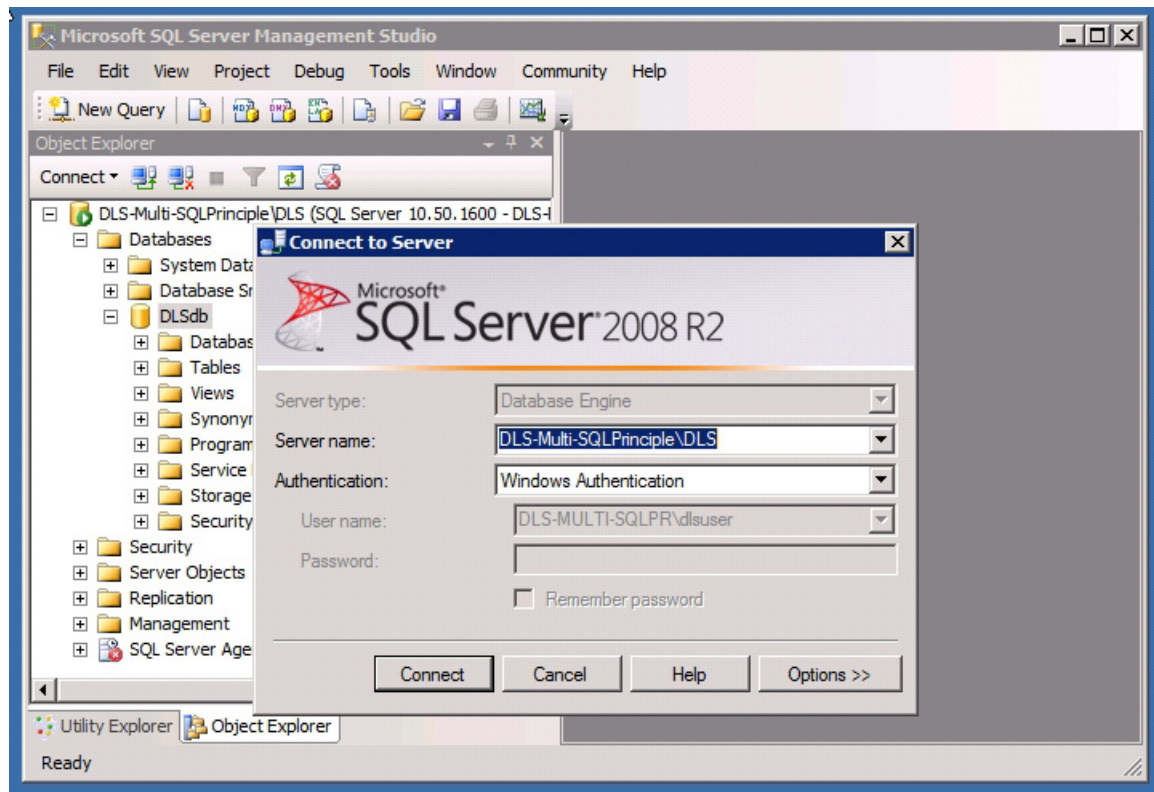 Microsoft SQL Server Management Studio
File Edit View Project Debug Tools Window Community Help
New Query
Object Explorer
Connect
DLS-Multi-SQLPrinciple\DLS (SQL Server 10.50.1600 - DLS-
Databases
System Data
Database Sn
DLSdb
Databas
Tables
Views
Synonyr
Program
Service
Storage
Security
Security
Server Objects
Replication
Management
SQL Server Age
Connect to Server
Microsoft®
SQL Server® 2008 R2
Server type: Database Engine
Server name: DLS-Multi-SQLPrinciple\DLS
Authentication: Windows Authentication
User name: DLS-MULTI-SQLPR\dlsuser
Password:
Remember password
Connect Cancel Help Options >>
Utility Explorer Object Explorer
Ready